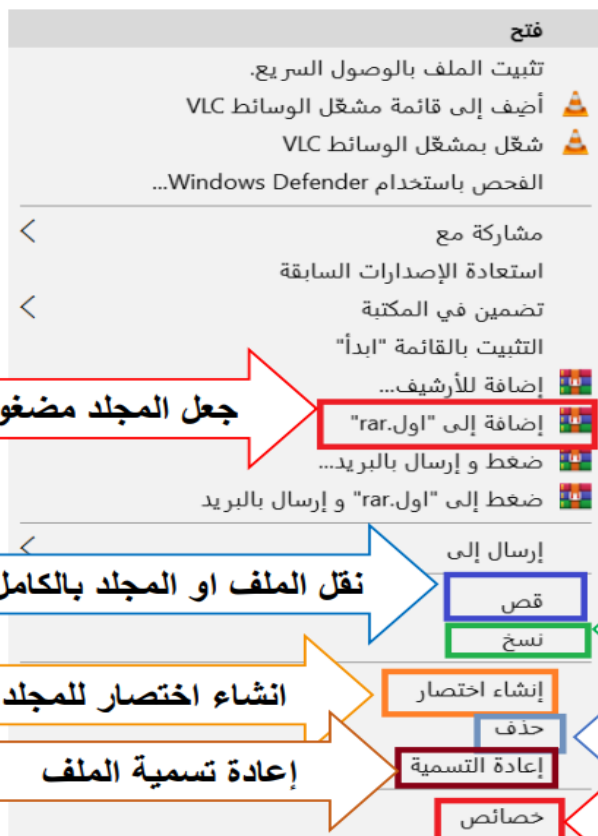 فتح
تثبيت الملف بالوصول السريع.
أضِف إلى قائمة مشغّل الوسائط VLC
شغّل بمشغّل الوسائط VLC
الفحص باستخدام Windows Defender...
مشاركة مع
استعادة الإصدارات السابقة
تضمين في المكتبة
التثبيت بالقائمة "ابدأ"
إضافة للأرشيف...
جعل المجلد
إضافة إلى "اول.rar"
ضغط و إرسال بالبريد...
ضغط إلى "اول.rar" و إرسال بالبريد
إرسال إلى
نقل الملف او المجلد بالكامل
قص
نسخ
إنشاء اختصار
انشاء اختصار للمجلد
حذف
إعادة التسمية
إعادة تسمية الملف
خصائص